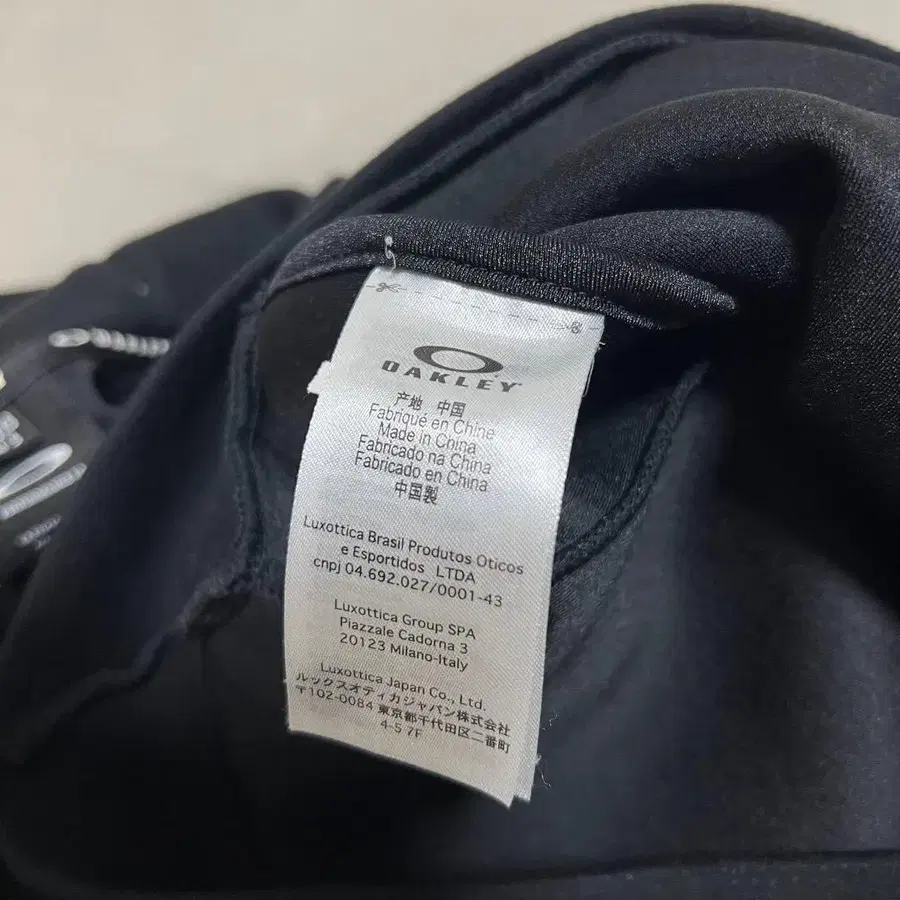 OAKLEY
产地 中国
Fabriqué en Chine
Made in China
Fabricado na China
Fabricado en China
中国製
Luxottica Brasil Produtos Oticos
e Esportidos LTDA
cnpj 04.692.027/0001-43
Luxottica Group SPA
Piazzale Cadorna 3
20123 Milano-Italy
Luxottica Japan Co., Ltd.
ルックスオティカジャパン株式会社
〒102-0084 東京都千代田区二番町
4-5 7F